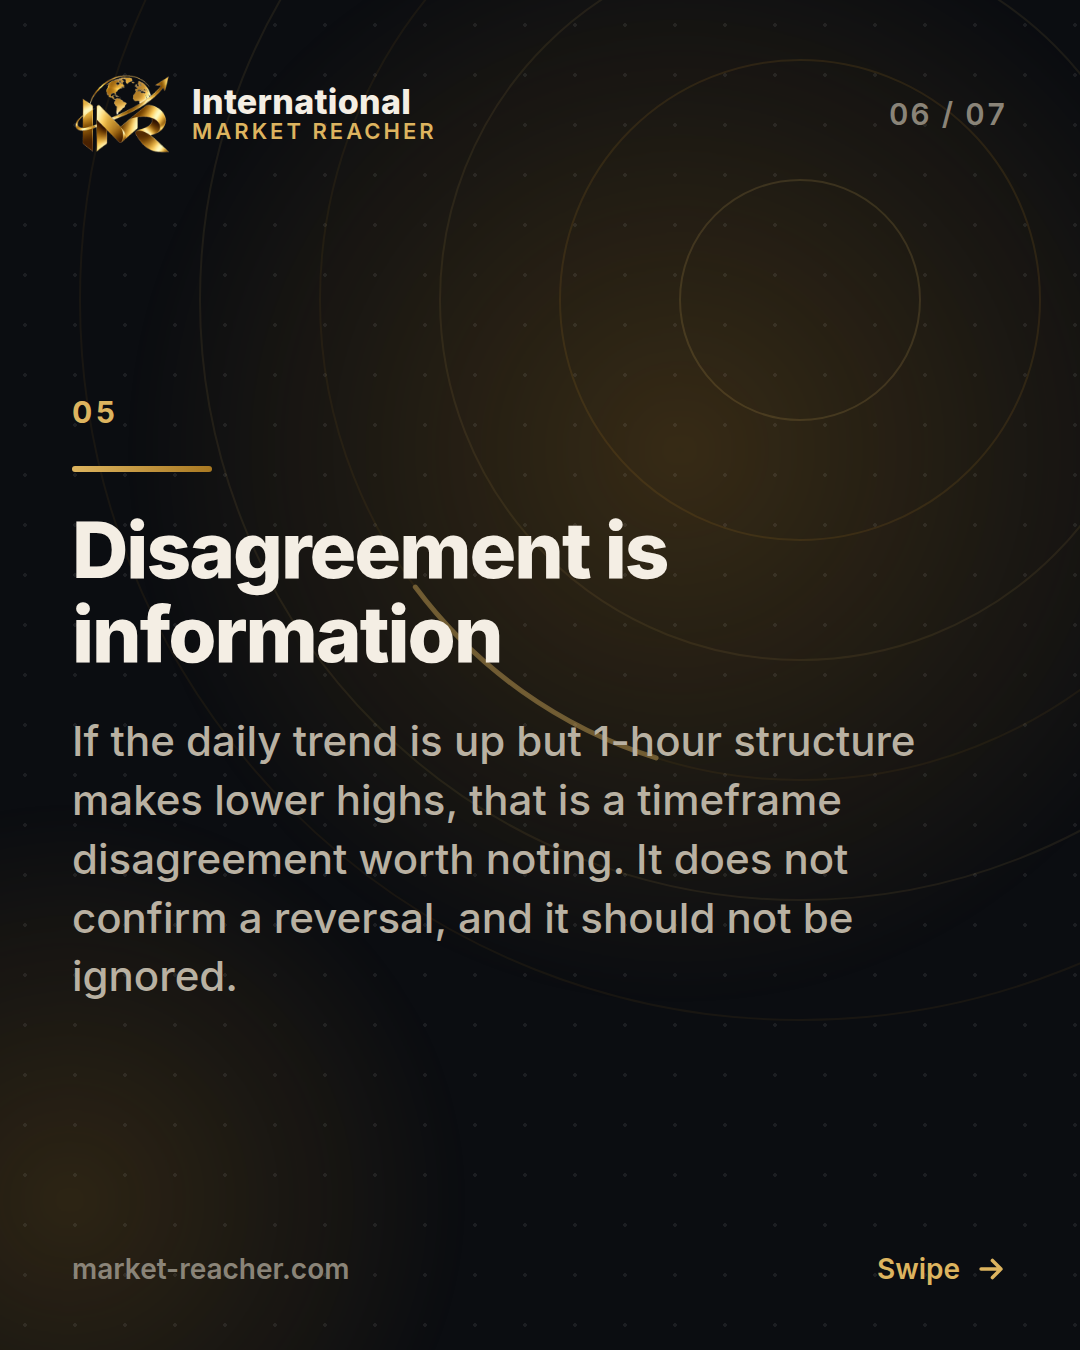 International
MARKET REACHER
06 / 07
05
Disagreement is
information
If the daily trend is up but 1-hour structure
makes lower highs, that is a timeframe
disagreement worth noting. It does not
confirm a reversal, and it should not be
ignored.
market-reacher.com
Swipe →